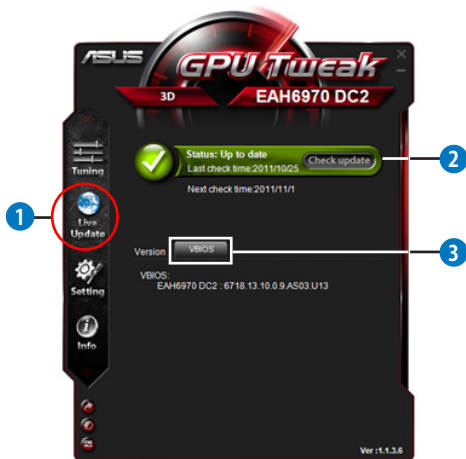 ASUS
GPU Tweak
3D
EAH6970 DC2
Tuning
1
Live
Update
Setting
Info
Status: Up to date
Last check time:2011/10/25
Check update
2
Next check time:2011/11/1
Version
VBIOS
3
VBIOS:
EAH6970 DC2 : 6718.13.10.0.9.AS03.U13
Ver :1.1.3.6